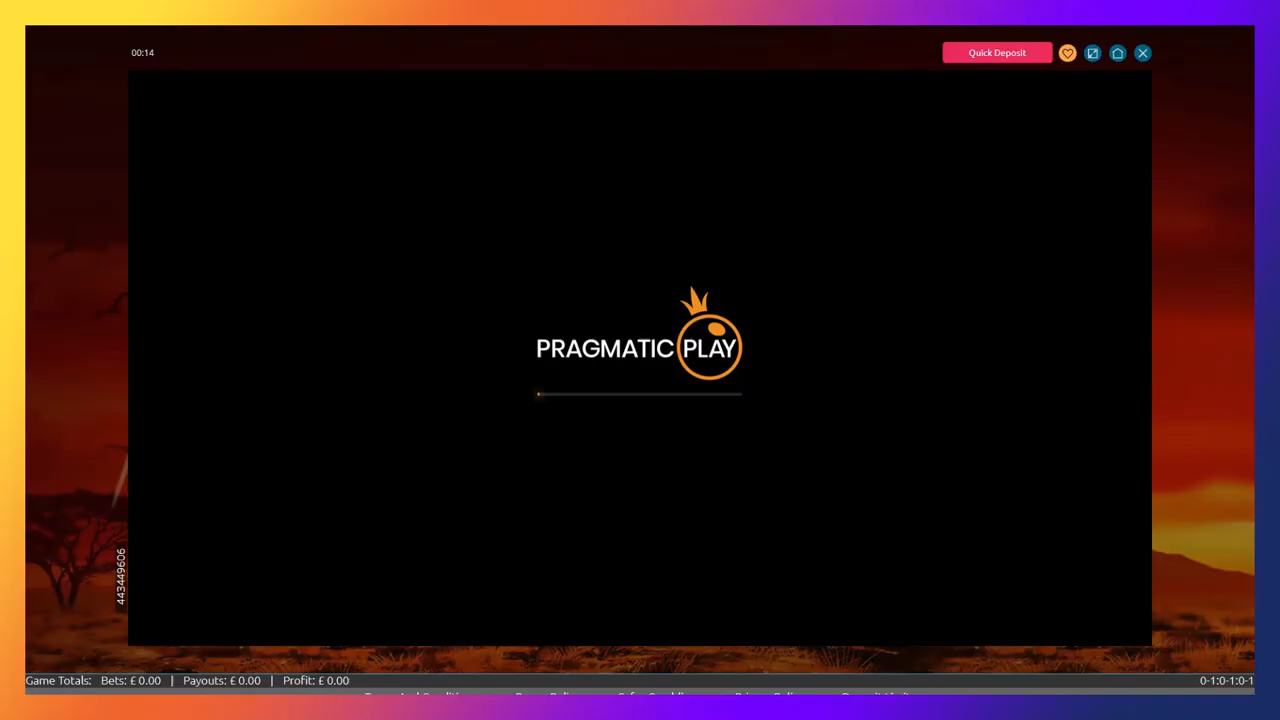 00:14
Quick Deposit
PRAGMATIC PLAY
443449606
Game Totals: Bets: £ 0.00 | Payouts: £ 0.00 | Profit: £ 0.00
0-1:0-1:0-1